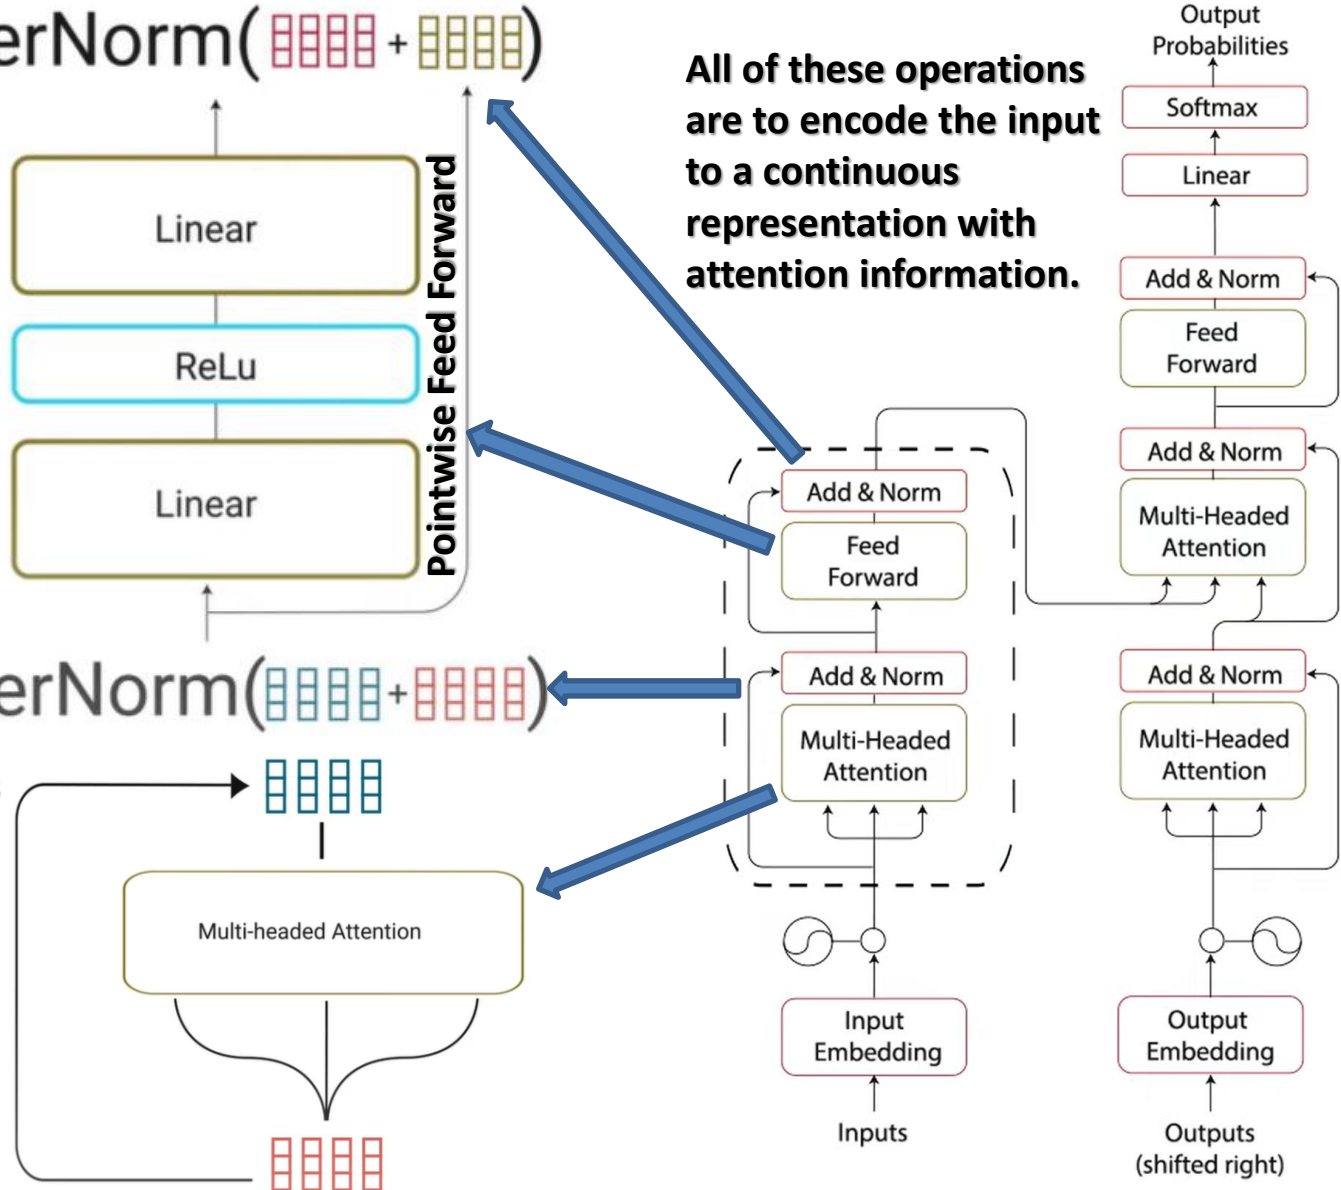 erNorm( + )
Linear
ReLu
Linear
Pointwise Feed Forward
erNorm( + )
Multi-headed Attention
All of these operations
are to encode the input
to a continuous
representation with
attention information.
Add & Norm
Feed
Forward
Add & Norm
Multi-Headed
Attention
Input
Embedding
Inputs
Output
Probabilities
Softmax
Linear
Add & Norm
Feed
Forward
Add & Norm
Multi-Headed
Attention
Add & Norm
Multi-Headed
Attention
Output
Embedding
Outputs
(shifted right)